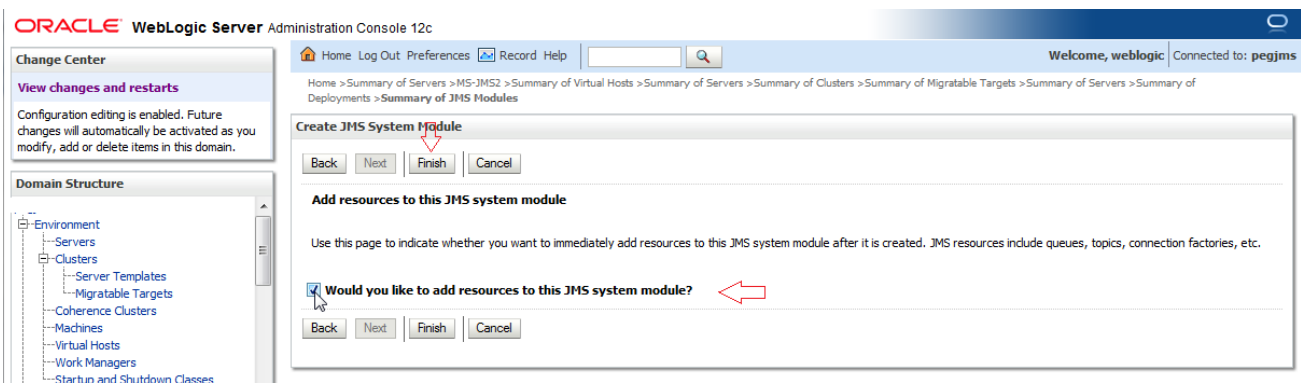 ORACLE WebLogic Server Administration Console 12c
Change Center
View changes and restarts
Configuration editing is enabled. Future
changes will automatically be activated as you
modify, add or delete items in this domain.
Domain Structure
Environment
Servers
Clusters
Server Templates
Migratable Targets
Coherence Clusters
Machines
Virtual Hosts
Work Managers
Startup and Shutdown Classes
Home Log Out Preferences Record Help
Welcome, weblogic Connected to: pegjms
Home >Summary of Servers >MS-JMS2 >Summary of Virtual Hosts >Summary of Servers >Summary of Clusters >Summary of Migratable Targets >Summary of Servers >Summary of
Deployments >Summary of JMS Modules
Create JMS System Module
Back Next Finish Cancel
Add resources to this JMS system module
Use this page to indicate whether you want to immediately add resources to this JMS system module after it is created. JMS resources include queues, topics, connection factories, etc.
Would you like to add resources to this JMS system module?
Back Next Finish Cancel